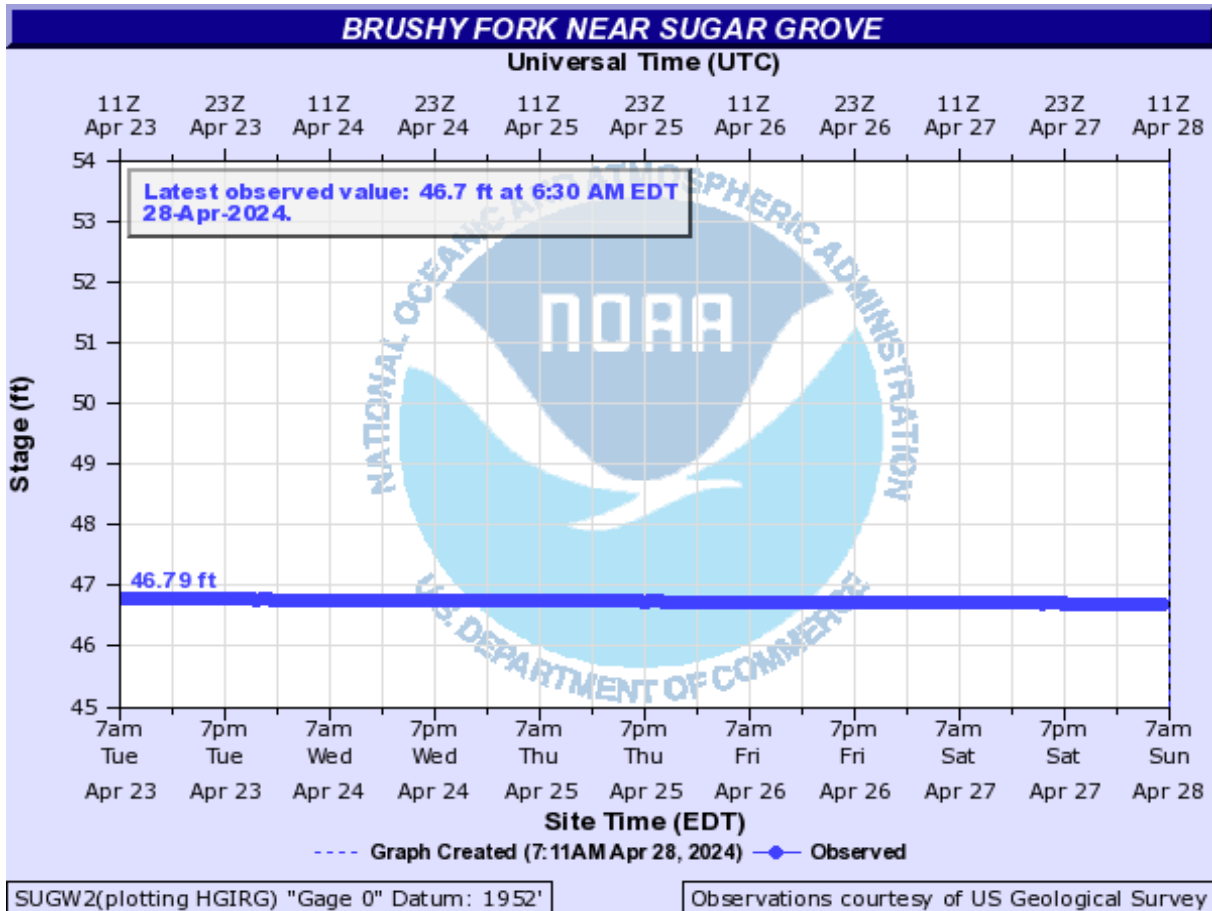 BRUSHY FORK NEAR SUGAR GROVE
Universal Time (UTC)
11Z 23Z 11Z 23Z 11Z 23Z 11Z 23Z 11Z 23Z 11Z
Apr 23 Apr 23 Apr 24 Apr 24 Apr 25 Apr 25 Apr 26 Apr 26 Apr 27 Apr 27 Apr 28
Latest observed value: 46.7 ft at 6:30 AM EDT
28-Apr-2024.
NATIONAL OCEANIC AND ATMOSPHERIC ADMINISTRATION
NOAA
U.S. DEPARTMENT OF COMMERCE
Stage (ft)
54
53
52
51
50
49
48
47
46
45
46.79 ft
7am 7pm 7am 7pm 7am 7pm 7am 7pm 7am 7pm 7am
Tue Tue Wed Wed Thu Thu Fri Fri Sat Sat Sun
Apr 23 Apr 23 Apr 24 Apr 24 Apr 25 Apr 25 Apr 26 Apr 26 Apr 27 Apr 27 Apr 28
Site Time (EDT)
Graph Created (7:11AM Apr 28, 2024) Observed
SUGW2(plotting HGIRG) "Gage 0" Datum: 1952'
Observations courtesy of US Geological Survey